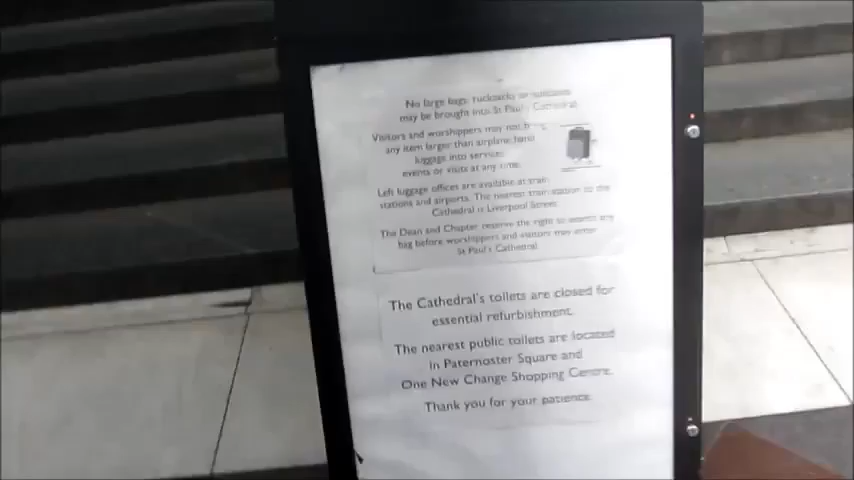 No large bags, rucksacks or suitcases
may be brought into St Paul's Cathedral.
Visitors and worshippers may not
any item larger than airplane hand
luggage into services,
events or visits at any time.
Left luggage offices are available at train
stations and airports. The nearest train station to the
Cathedral is Liverpool Street.
The Dean and Chapter reserve the right to search any
bag before worshippers and visitors may enter
St Paul's Cathedral.
The Cathedral's toilets are closed for
essential refurbishment.
The nearest public toilets are located
in Paternoster Square and
One New Change Shopping Centre.
Thank you for your patience.